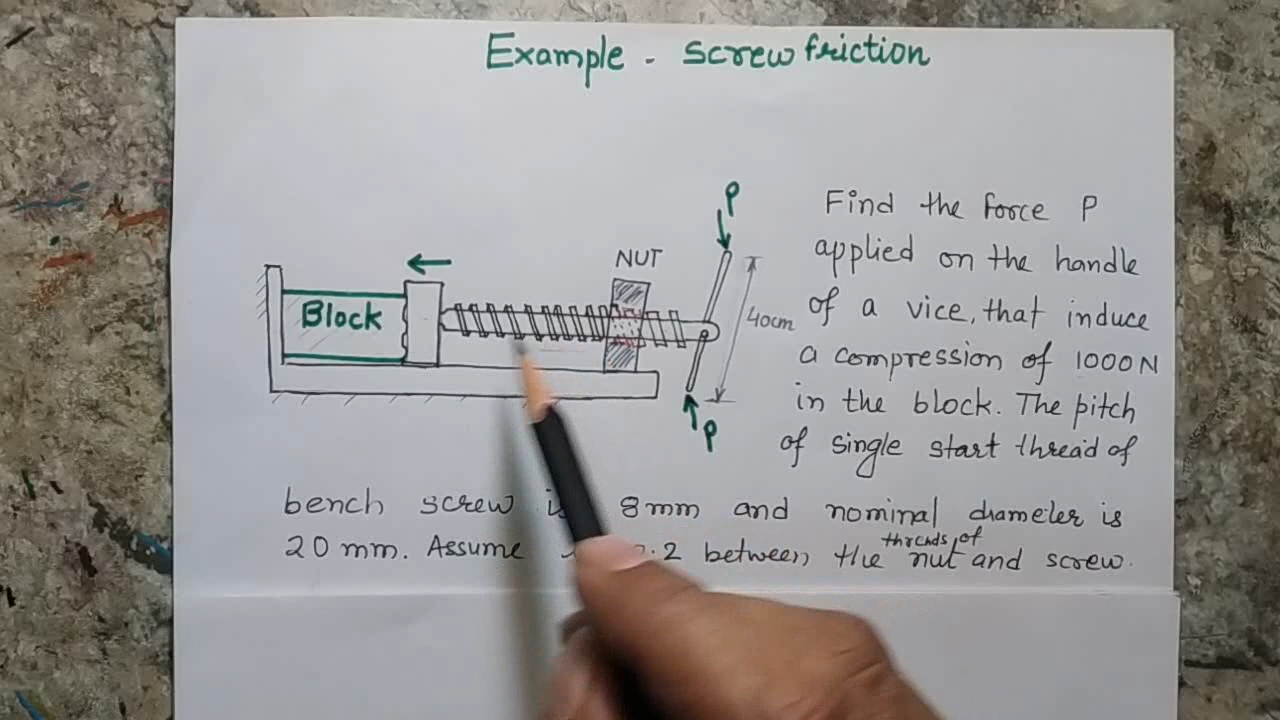 Example - Screw friction
P
NUT
Block
40cm
P
Find the force P
applied on the handle
of a vice, that induce
a compression of 1000N
in the block. The pitch
of single start thread of
bench screw 8mm and nominal diameter is
threads of
20mm. Assume .2 between the nut and screw.